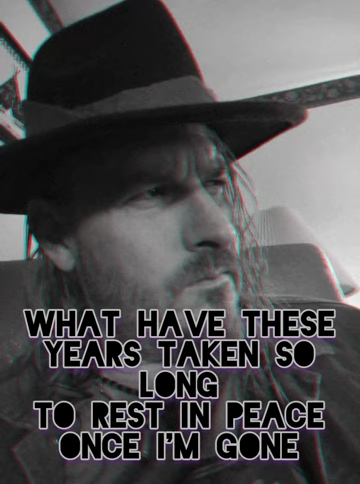 WHAT HAVE THESE
YEARS TAKEN SO
LONG
TO REST IN PEACE
ONCE I'M GONE